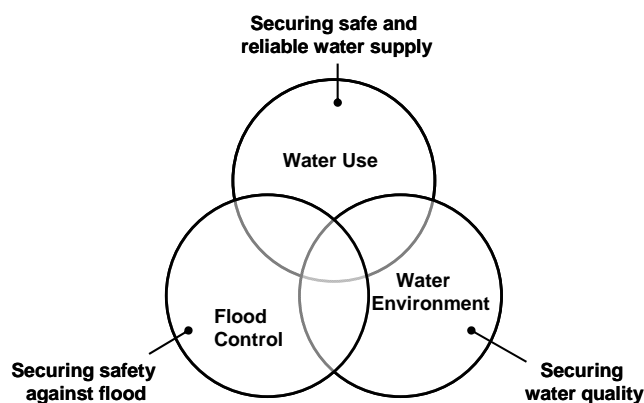 Securing safe and
reliable water supply
Water Use
Water
Environment
Flood
Control
Securing safety
against flood
Securing
water quality